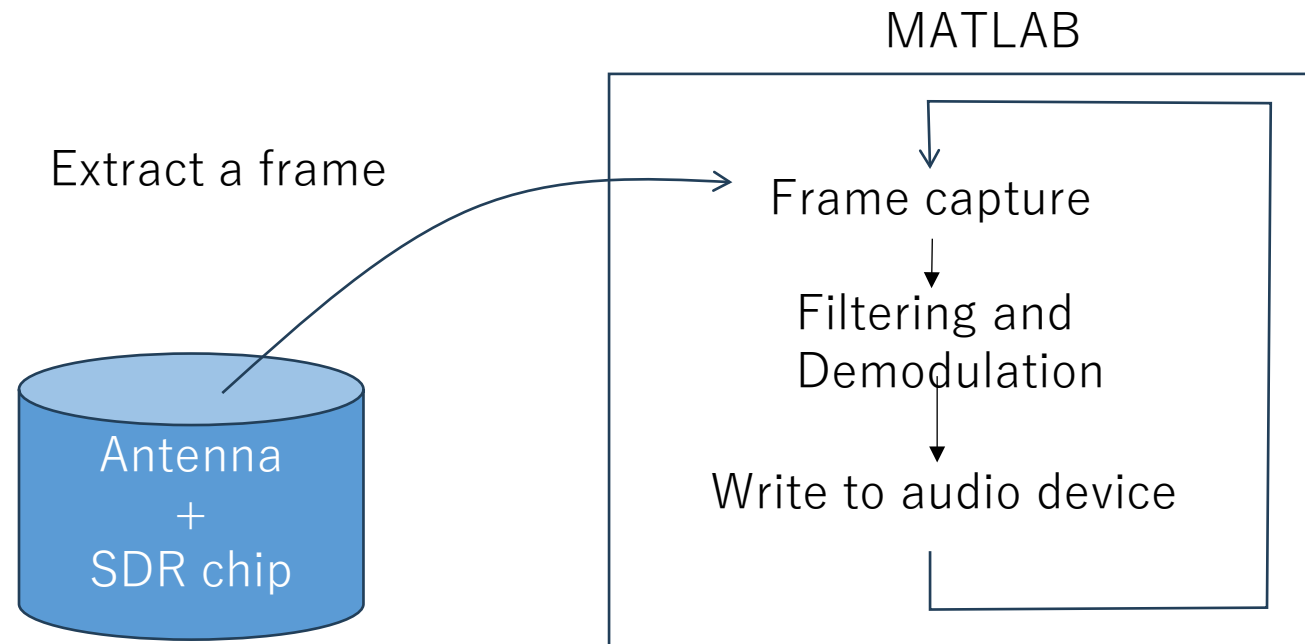 MATLAB
Extract a frame
Frame capture
Filtering and
Demodulation
Write to audio device
Antenna
+
SDR chip